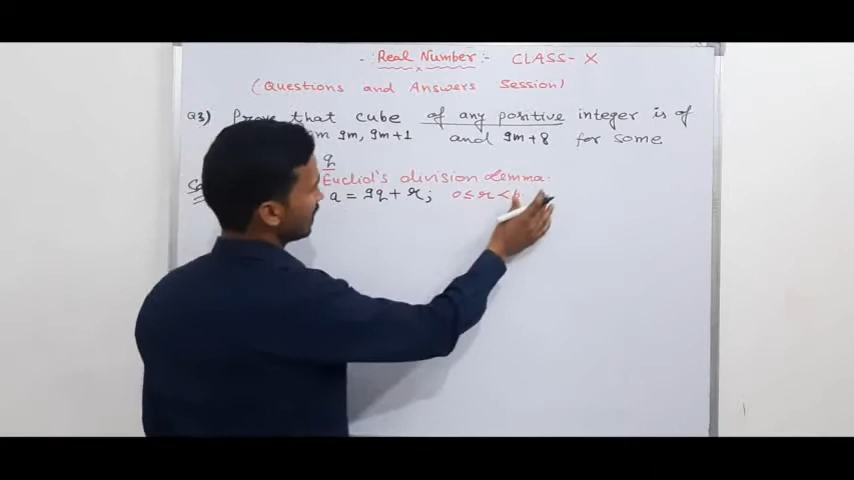 Real Number :- CLASS - X
(Questions and Answers Session)
Q3) Prove that cube of any positive integer is of
m 9m, 9m+1 and 9m+8 for some
q
Euclid's division Lemma.
a = 9q + r; 0 ≤ r < b